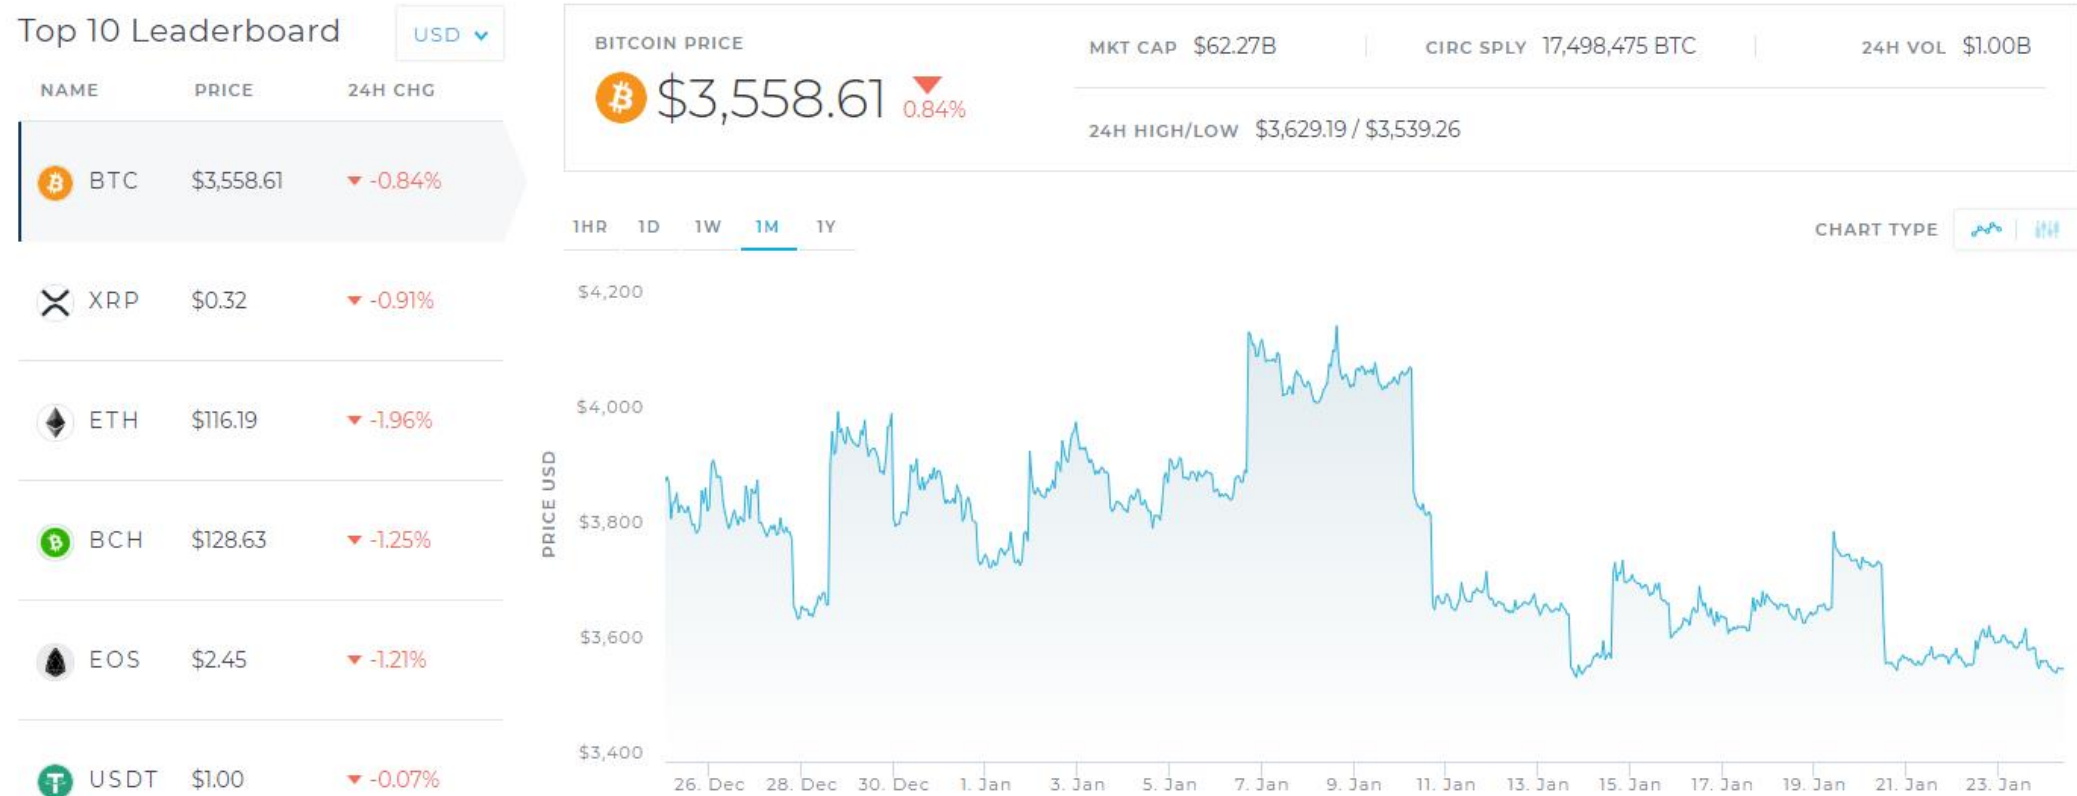 Top 10 Leaderboard
USD
NAME PRICE 24H CHG
BTC $3,558.61 -0.84%
XRP $0.32 -0.91%
ETH $116.19 -1.96%
BCH $128.63 -1.25%
EOS $2.45 -1.21%
USDT $1.00 -0.07%
BITCOIN PRICE
$3,558.61 0.84%
MKT CAP $62.27B
CIRC SPLY 17,498,475 BTC
24H VOL $1.00B
24H HIGH/LOW $3,629.19 / $3,539.26
1HR 1D 1W 1M 1Y
CHART TYPE
PRICE USD
$4,200
$4,000
$3,800
$3,600
$3,400
26. Dec 28. Dec 30. Dec 1. Jan 3. Jan 5. Jan 7. Jan 9. Jan 11. Jan 13. Jan 15. Jan 17. Jan 19. Jan 21. Jan 23. Jan